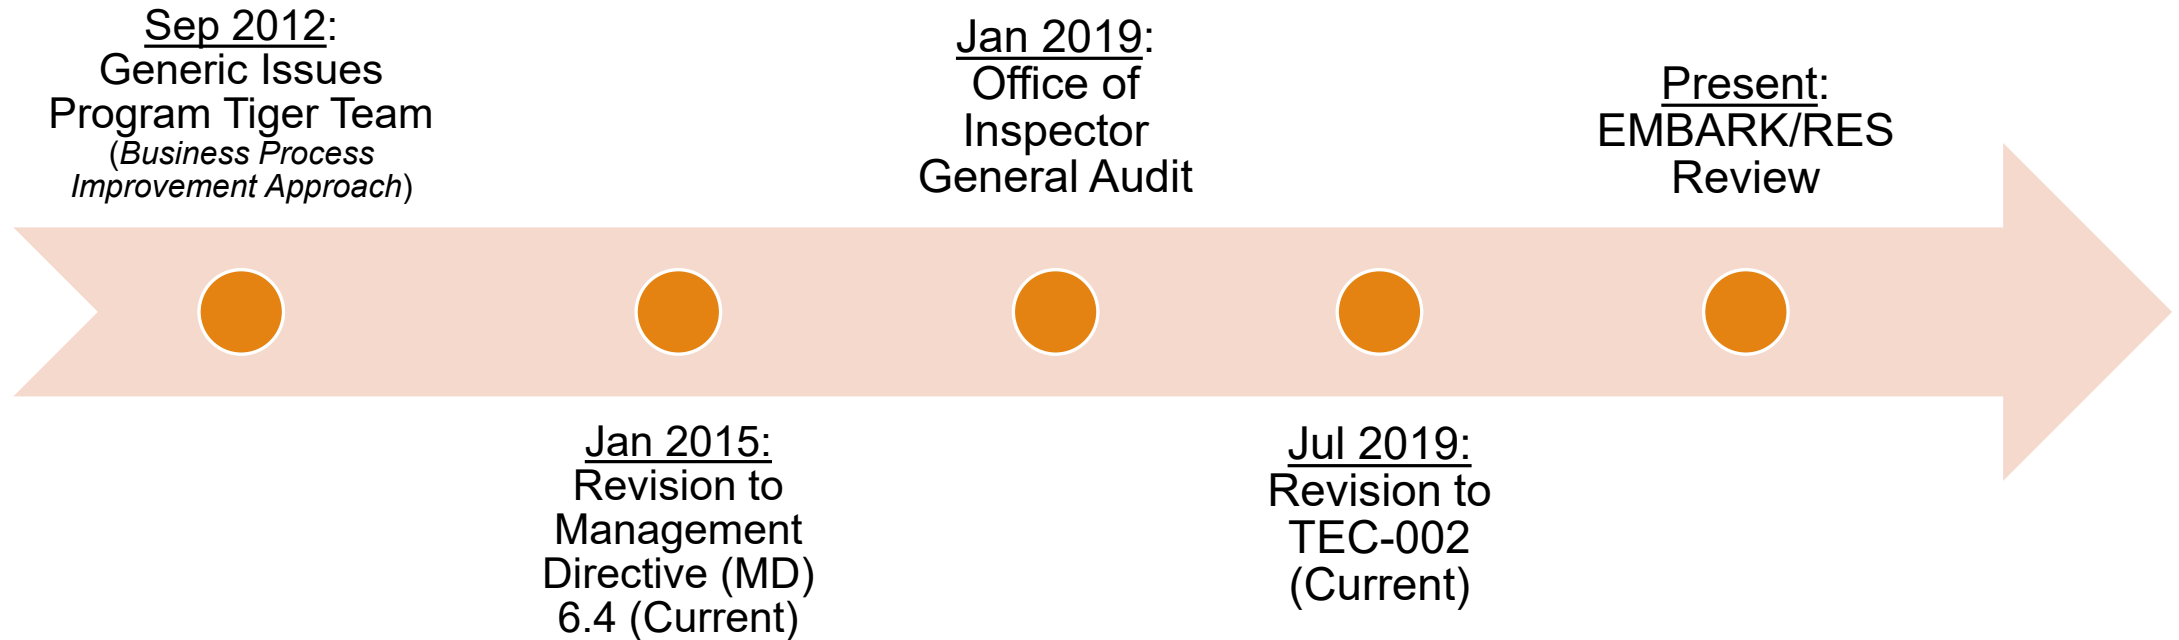 Sep 2012:
Generic Issues
Program Tiger Team
(Business Process
Improvement Approach)
Jan 2015:
Revision to
Management
Directive (MD)
6.4 (Current)
Jan 2019:
Office of
Inspector
General Audit
Jul 2019:
Revision to
TEC-002
(Current)
Present:
EMBARK/RES
Review